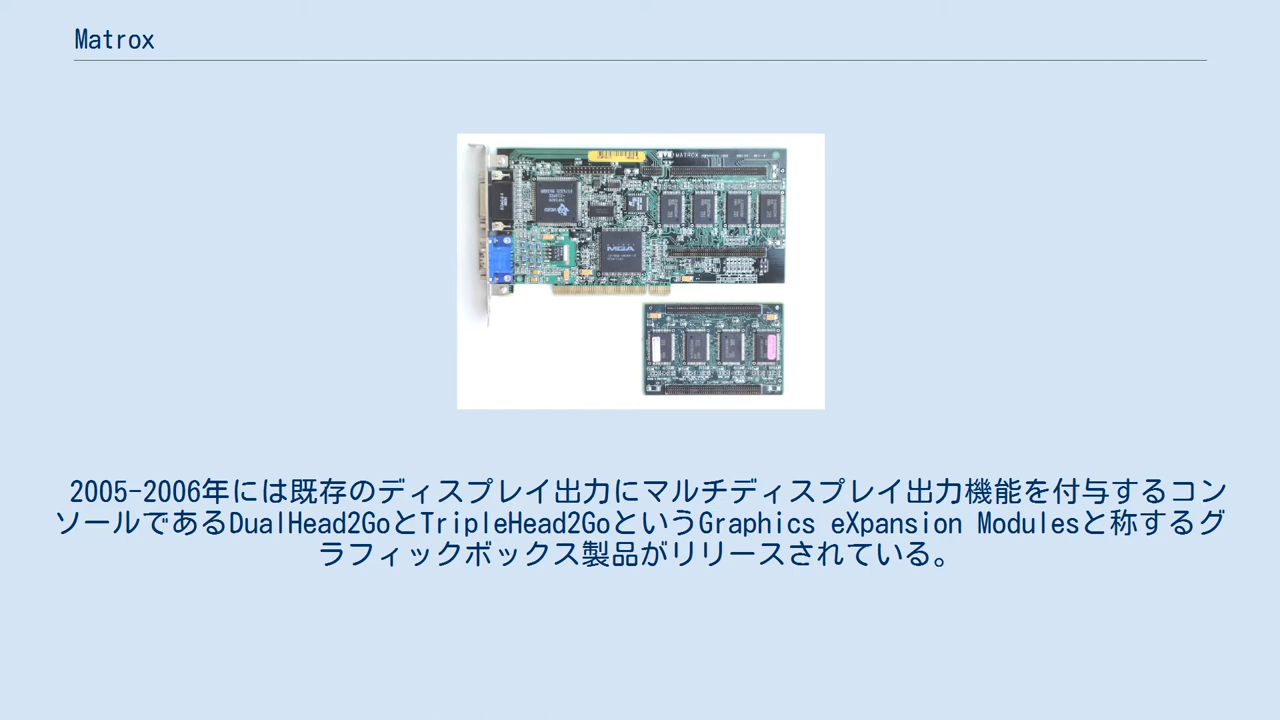 Matrox
MATROX
MGA
2005-2006年には既存のディスプレイ出力にマルチディスプレイ出力機能を付与するコン
ソールであるDualHead2GoとTripleHead2GoというGraphics eXpansion Modulesと称するグ
ラフィックボックス製品がリリースされている。